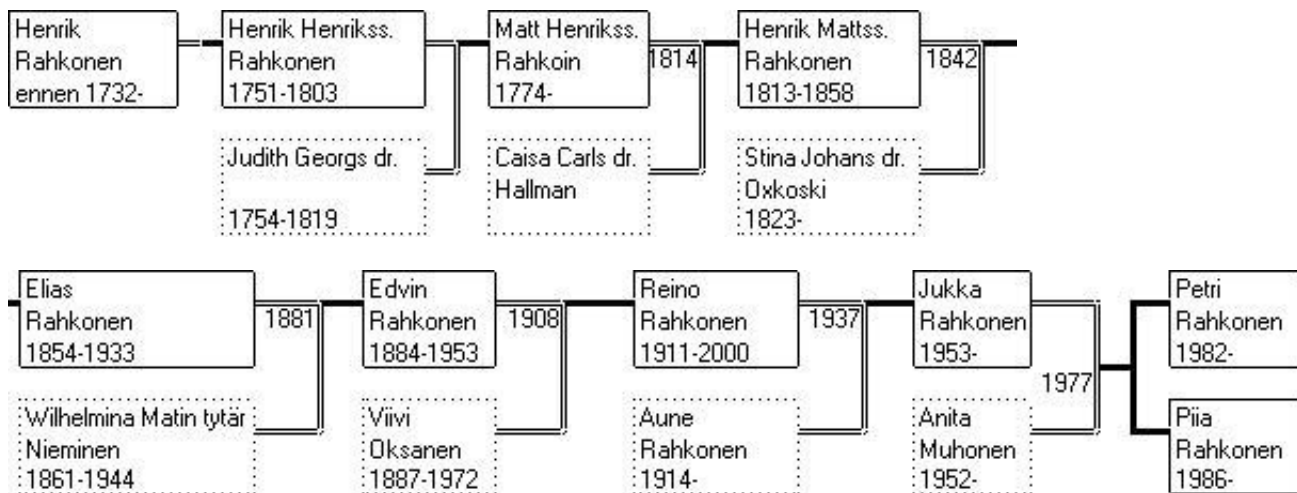 Henrik
Rahkonen
ennen 1732-
Henrik Henrikss.
Rahkonen
1751-1803
Judith Georgs dr.
1754-1819
Matt Henrikss.
Rahkoin
1774-
1814
Caisa Carls dr.
Hallman
Henrik Mattss.
Rahkonen
1813-1858
1842
Stina Johans dr.
Oxkoski
1823-
Elias
Rahkonen
1854-1933
1881
Wilhelmina Matin tytär
Nieminen
1861-1944
Edvin
Rahkonen
1884-1953
1908
Viivi
Oksanen
1887-1972
Reino
Rahkonen
1911-2000
1937
Aune
Rahkonen
1914-
Jukka
Rahkonen
1953-
1977
Anita
Muhonen
1952-
Petri
Rahkonen
1982-
Piia
Rahkonen
1986-